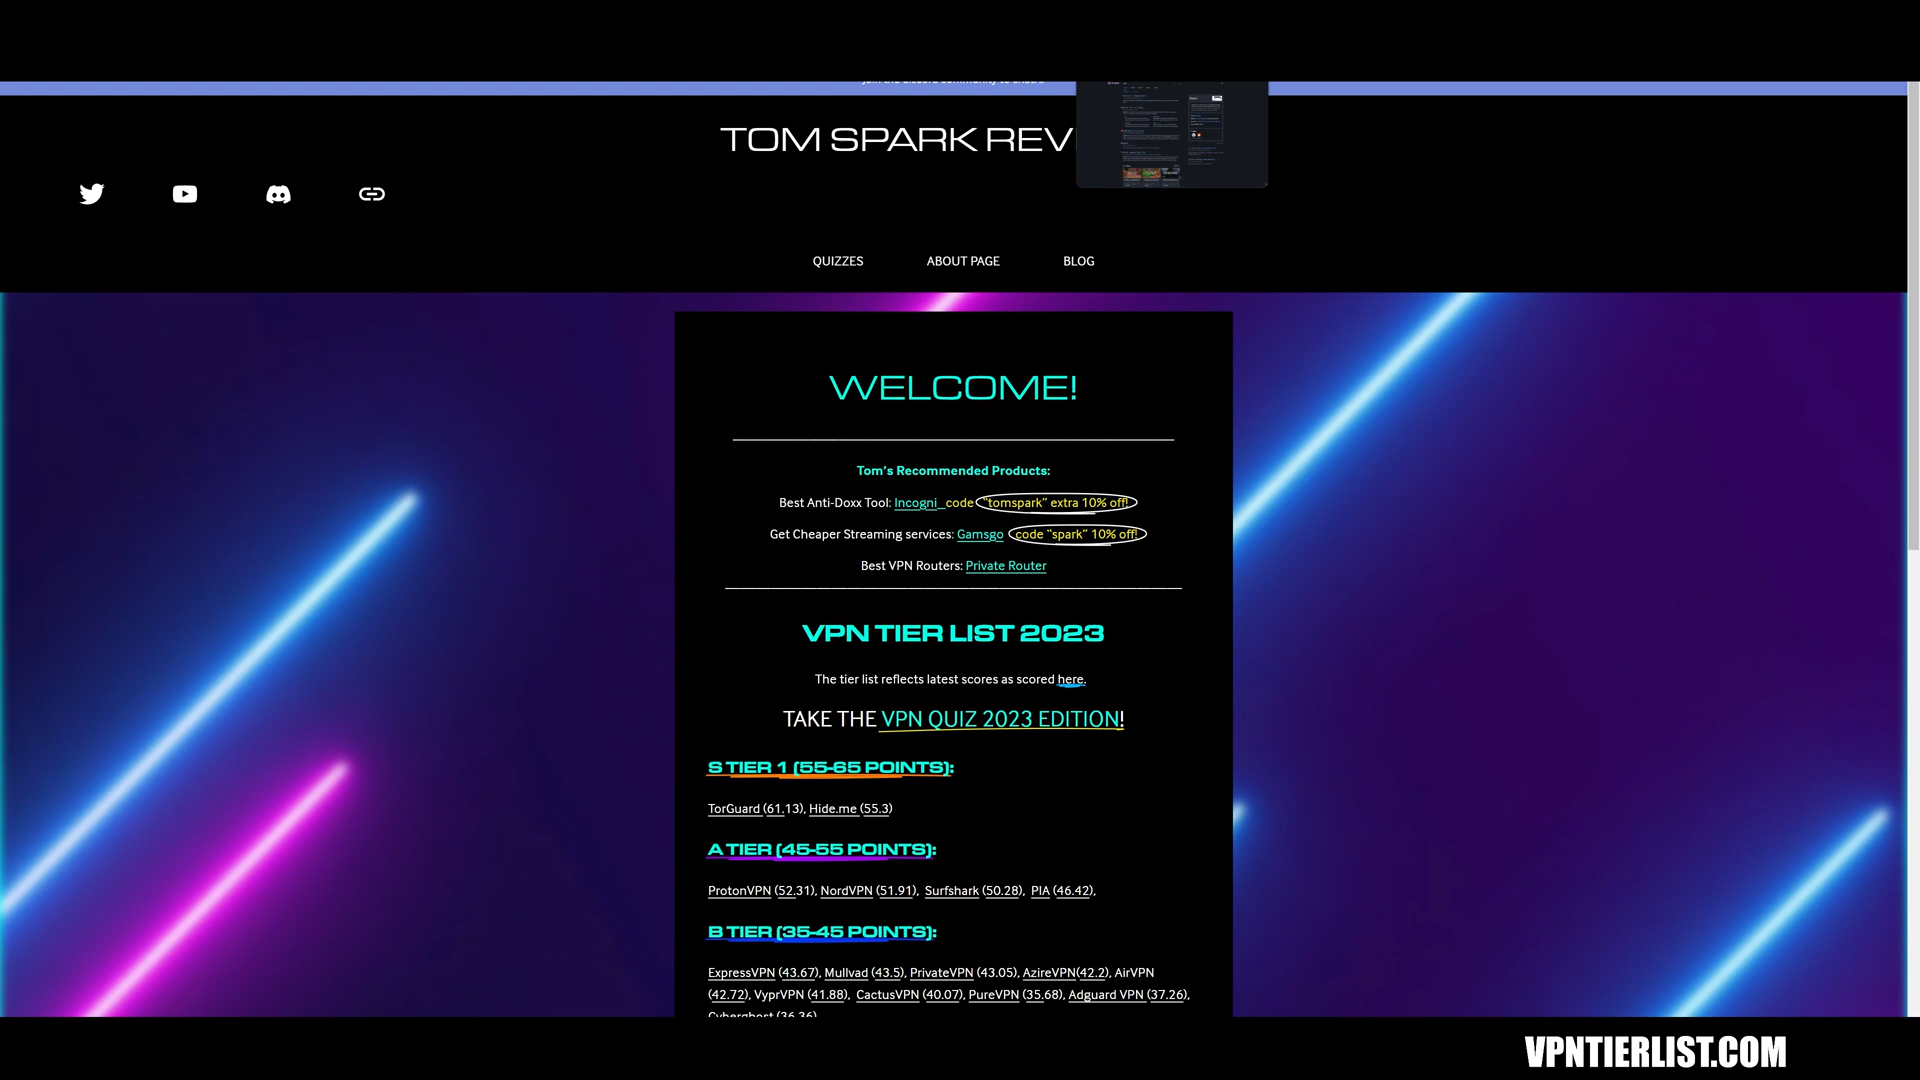 TOM SPARK REV
QUIZZES
ABOUT PAGE
BLOG
WELCOME!
Tom's Recommended Products:
Best Anti-Doxx Tool: Incogni code "tomspark" extra 10% off!
Get Cheaper Streaming services: Gamsgo code "spark" 10% off!
Best VPN Routers: Private Router
VPN TIER LIST 2023
The tier list reflects latest scores as scored here.
TAKE THE VPN QUIZ 2023 EDITION!
S TIER 1 (55-65 POINTS):
TorGuard (61.13), Hide.me (55.3)
A TIER (45-55 POINTS):
ProtonVPN (52.31), NordVPN (51.91), Surfshark (50.28), PIA (46.42),
B TIER (35-45 POINTS):
ExpressVPN (43.67), Mullvad (43.5), PrivateVPN (43.05), AzireVPN(42.2), AirVPN
(42.72), VyprVPN (41.88), CactusVPN (40.07), PureVPN (35.68), Adguard VPN (37.26),
Cyberghost (36.36)
VPNTIERLIST.COM